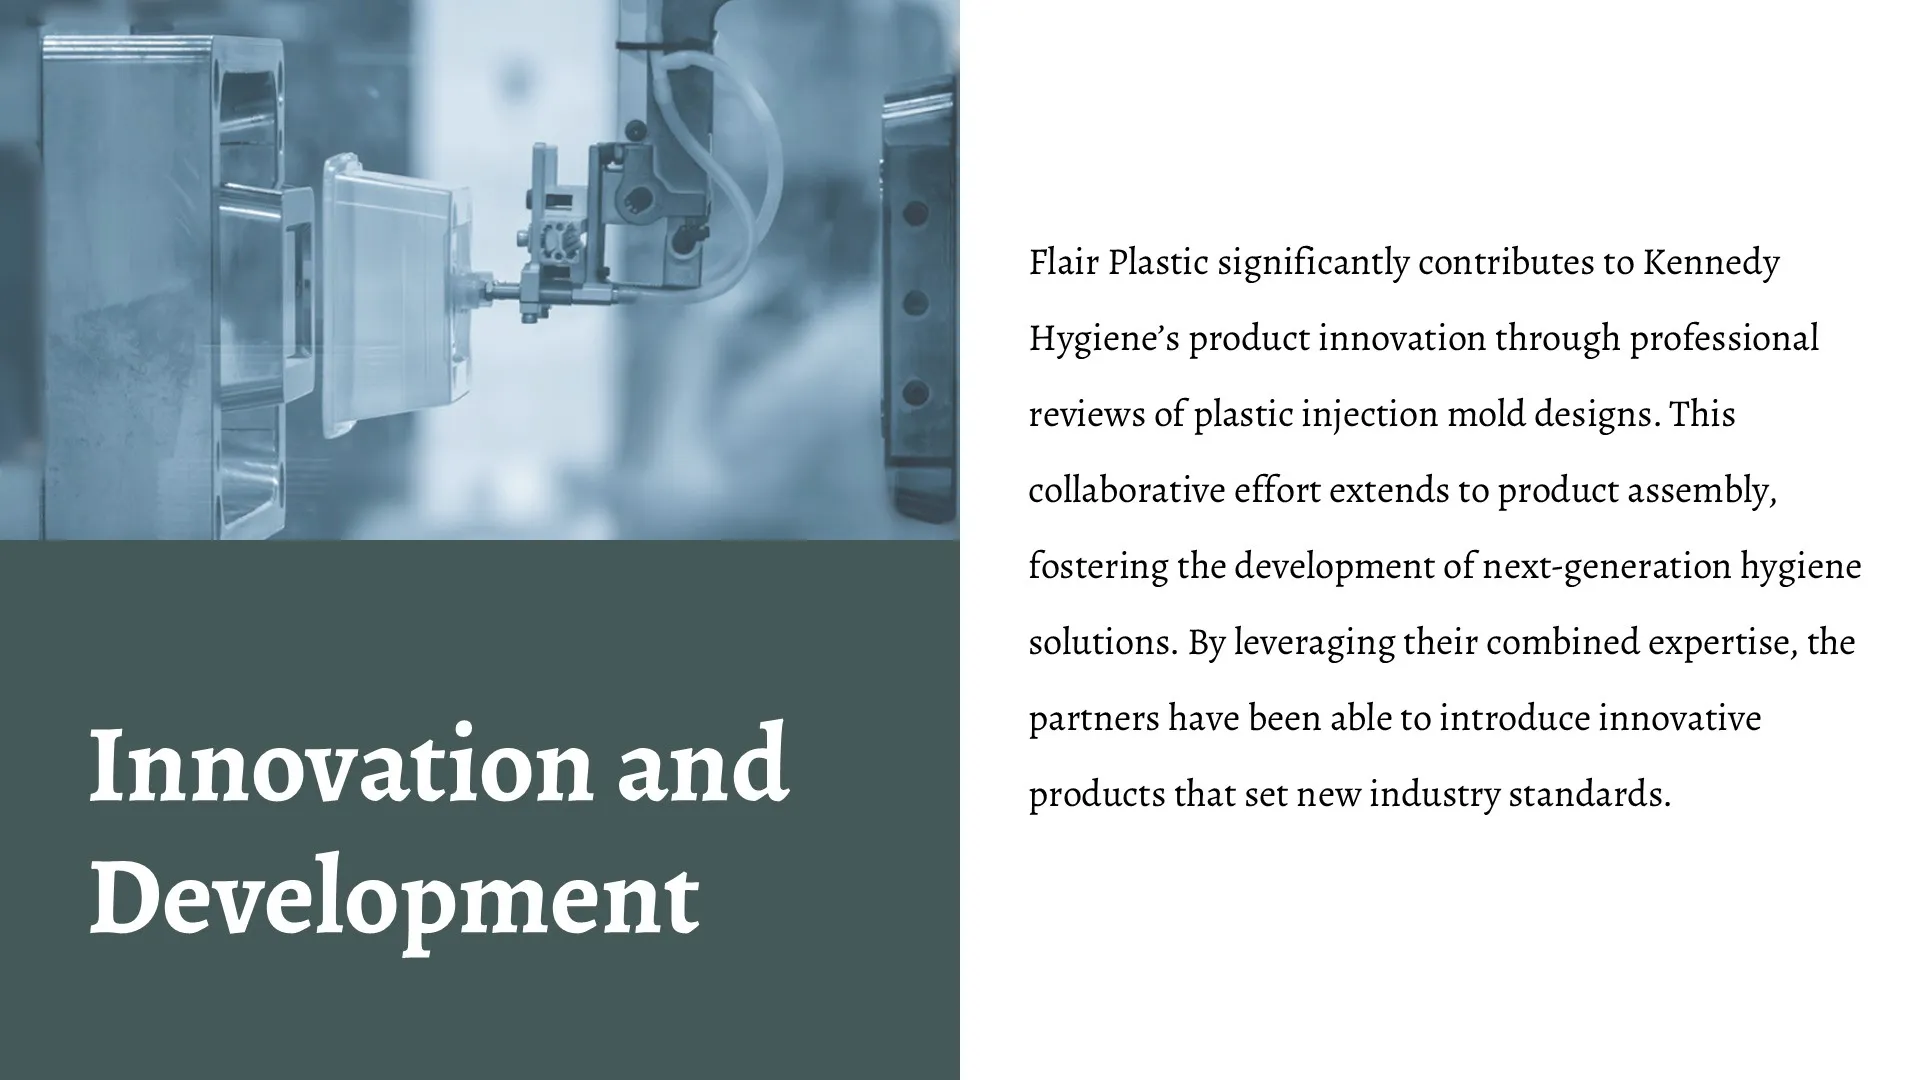 Innovation and
Development
Flair Plastic significantly contributes to Kennedy
Hygiene’s product innovation through professional
reviews of plastic injection mold designs. This
collaborative effort extends to product assembly,
fostering the development of next-generation hygiene
solutions. By leveraging their combined expertise, the
partners have been able to introduce innovative
products that set new industry standards.